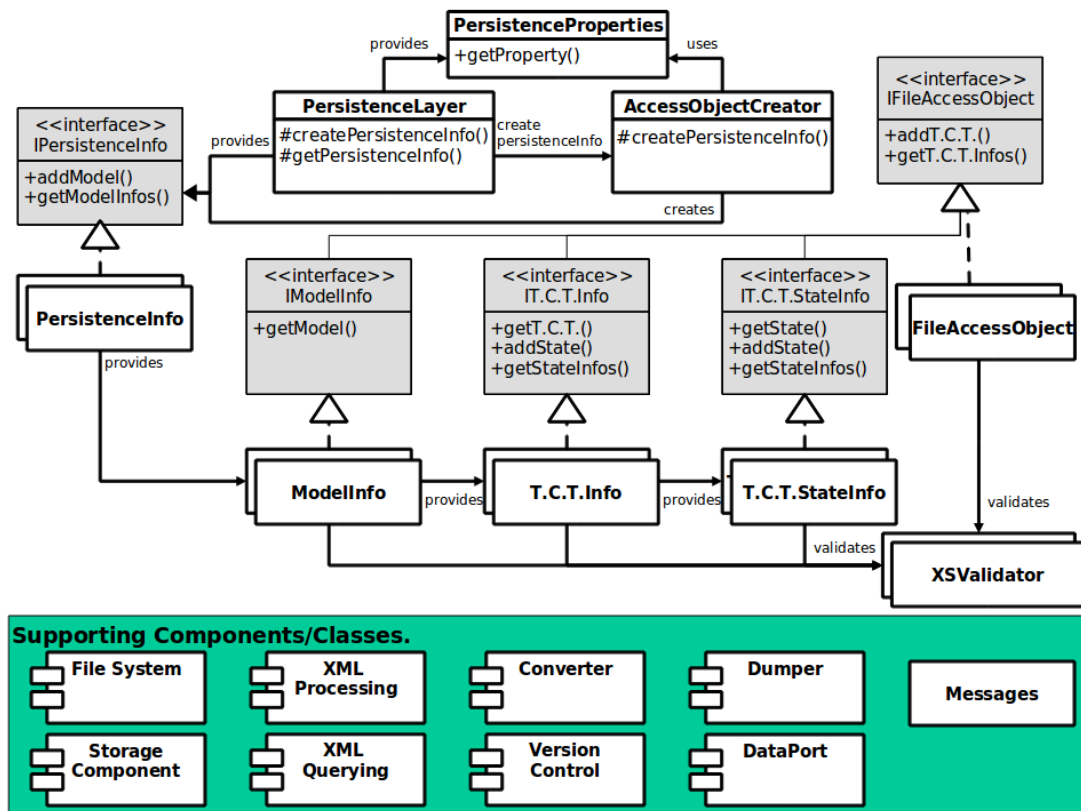 PersistenceProperties
+getProperty()
provides
uses
<<interface>>
IFileAccessObject
+addT.C.T.()
+getT.C.T.Infos()
<<interface>>
IPersistenceInfo
+addModel()
+getModelInfos()
provides
PersistenceLayer
#createPersistenceInfo()
#getPersistenceInfo()
create
persistenceInfo
AccessObjectCreator
#createPersistenceInfo()
creates
<<interface>>
IModelInfo
+getModel()
<<interface>>
IT.C.T.Info
+getT.C.T.()
+addState()
+getStateInfos()
<<interface>>
IT.C.T.StateInfo
+getState()
+addState()
+getStateInfos()
PersistenceInfo
provides
FileAccessObject
ModelInfo
provides
T.C.T.Info
provides
T.C.T.StateInfo
validates
validates
XSValidator
Supporting Components/Classes.
File System
XML
Processing
Converter
Dumper
Messages
Storage
Component
XML
Querying
Version
Control
DataPort